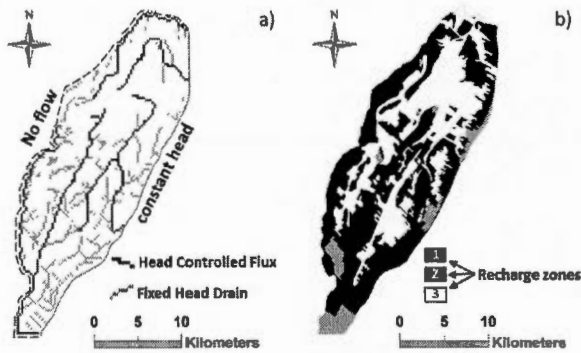 a)
No flow
constant head
Head Controlled Flux
Fixed Head Drain
0 5 10
Kilometers
b)
1
2
3
Recharge zones
0 5 10
Kilometers